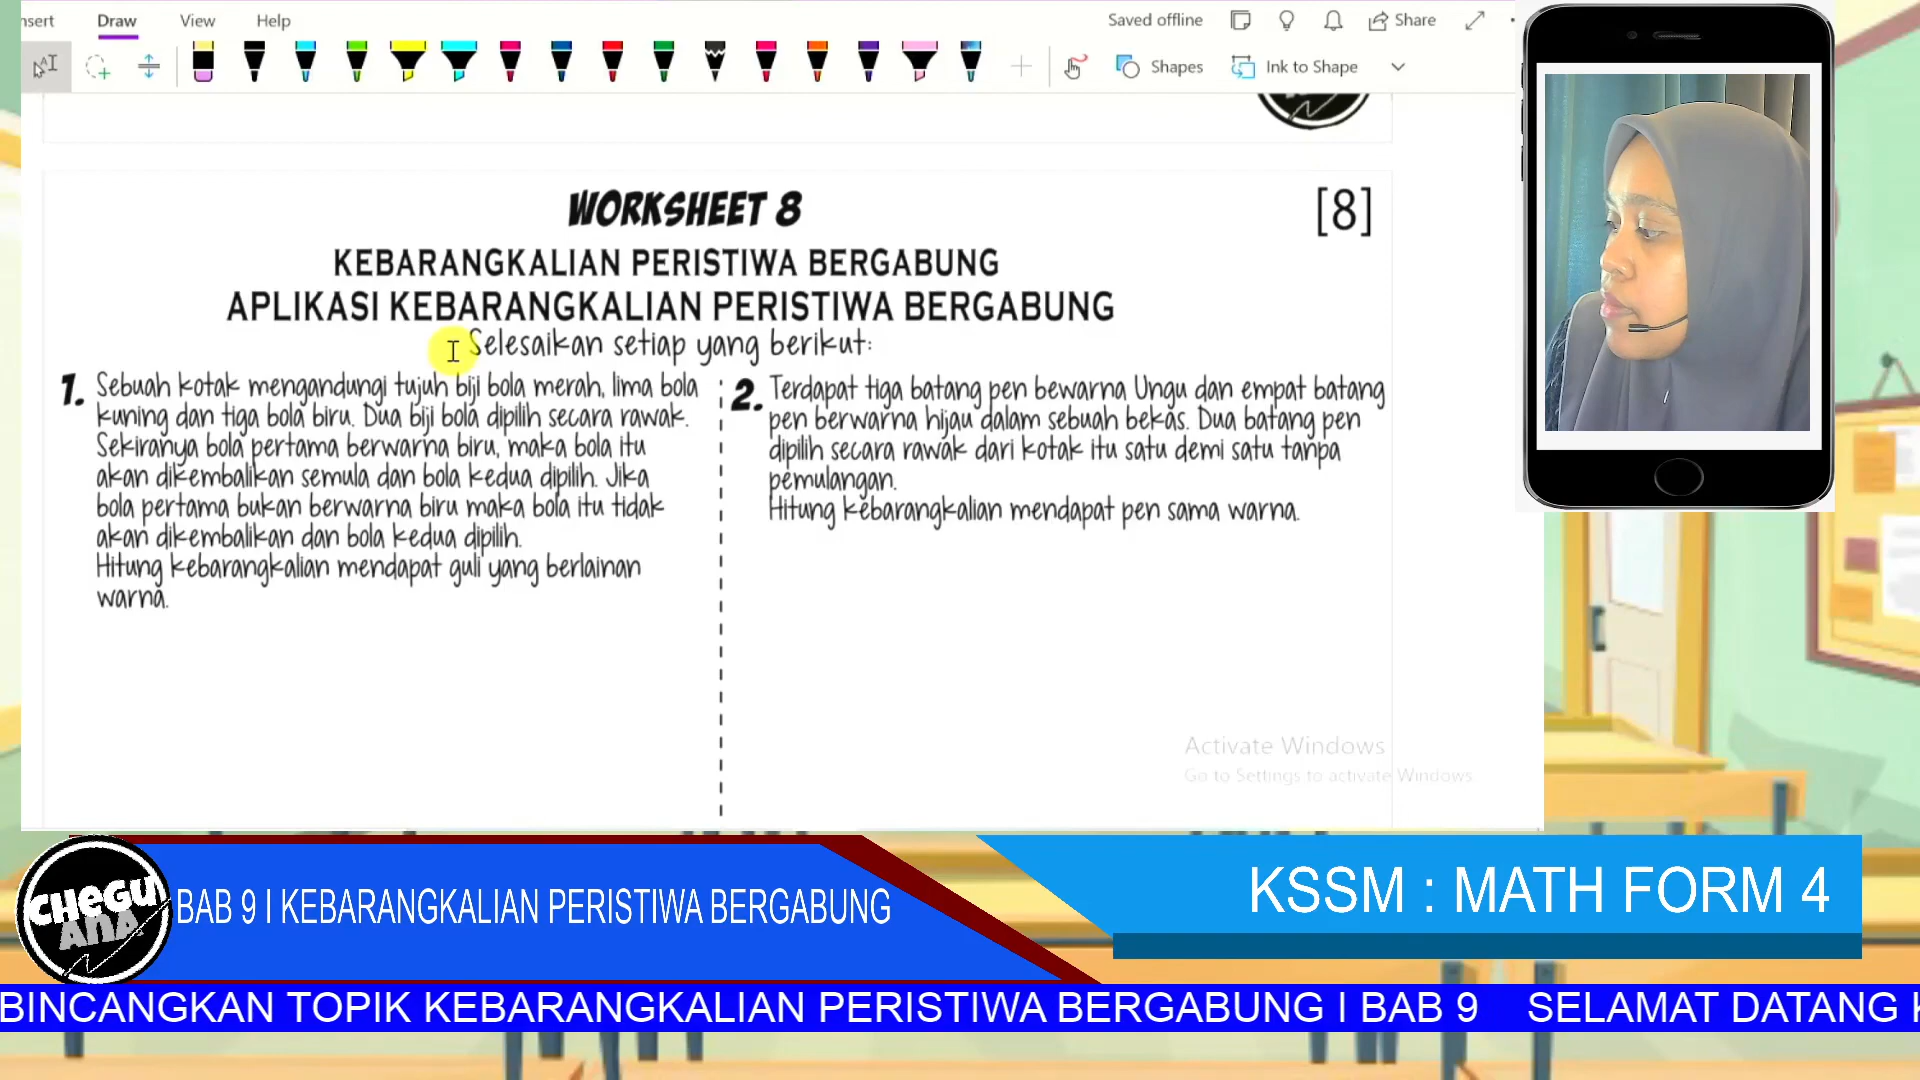 Draw
View
Help
Saved offline
Share
Shapes
Ink to Shape
WORKSHEET 8
[8]
KEBARANGKALIAN PERISTIWA BERGABUNG
APLIKASI KEBARANGKALIAN PERISTIWA BERGABUNG
Selesaikan setiap yang berikut:
1. Sebuah kotak mengandungi tujuh biji bola merah, lima bola
kuning dan tiga bola biru. Dua biji bola dipilih secara rawak.
Sekiranya bola pertama berwarna biru, maka bola itu
akan dikembalikan semula dan bola kedua dipilih. Jika
bola pertama bukan berwarna biru maka bola itu tidak
akan dikembalikan dan bola kedua dipilih.
Hitung kebarangkalian mendapat guli yang berlainan
warna.
2. Terdapat tiga batang pen bewarna Ungu dan empat batang
pen berwarna hijau dalam sebuah bekas. Dua batang pen
dipilih secara rawak dari kotak itu satu demi satu tanpa
pemulangan.
Hitung kebarangkalian mendapat pen sama warna.
Activate Windows
Go to Settings to activate Windows.
CHEGU
ANA
BAB 9 I KEBARANGKALIAN PERISTIWA BERGABUNG
KSSM : MATH FORM 4
BINCANGKAN TOPIK KEBARANGKALIAN PERISTIWA BERGABUNG I BAB 9 SELAMAT DATANG